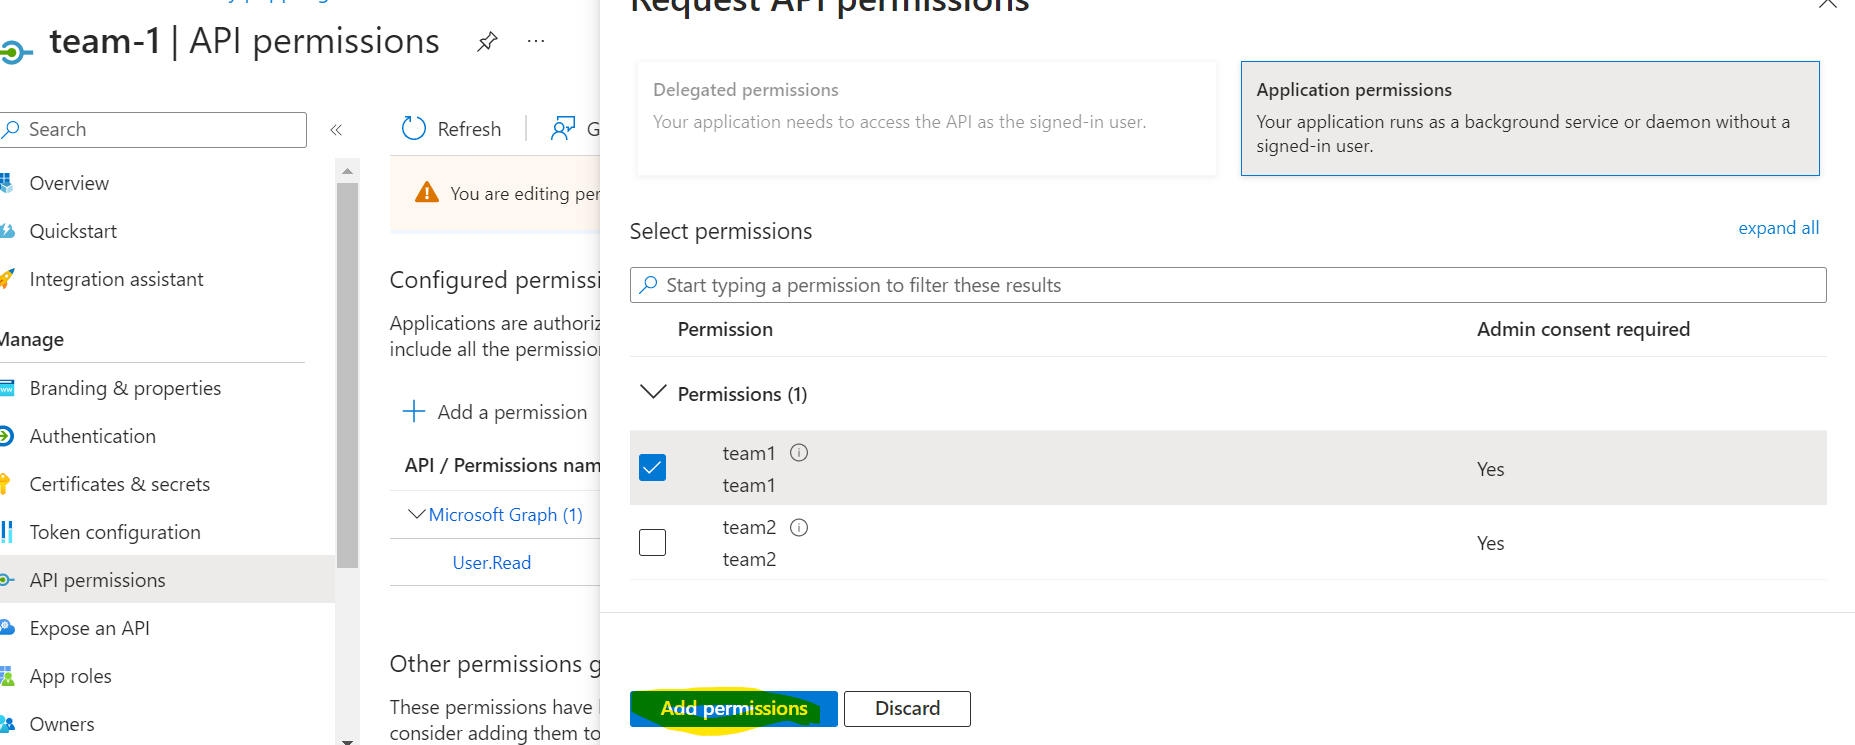 team-1 | API permissions
Search
Overview
Quickstart
Integration assistant
Manage
Branding & properties
Authentication
Certificates & secrets
Token configuration
API permissions
Expose an API
App roles
Owners
Refresh
You are editing
Configured
Applications are
include all the
Add a permission
API / Permissions
Microsoft Graph (1)
User.Read
Other permissions
These permissions have
consider adding them to
Request API permissions
Delegated permissions
Your application needs to access the API as the signed-in user.
Application permissions
Your application runs as a background service or daemon without a
signed-in user.
Select permissions
expand all
Start typing a permission to filter these results
Permission
Admin consent required
Permissions (1)
team1
team1
Yes
team2
team2
Yes
Add permissions
Discard